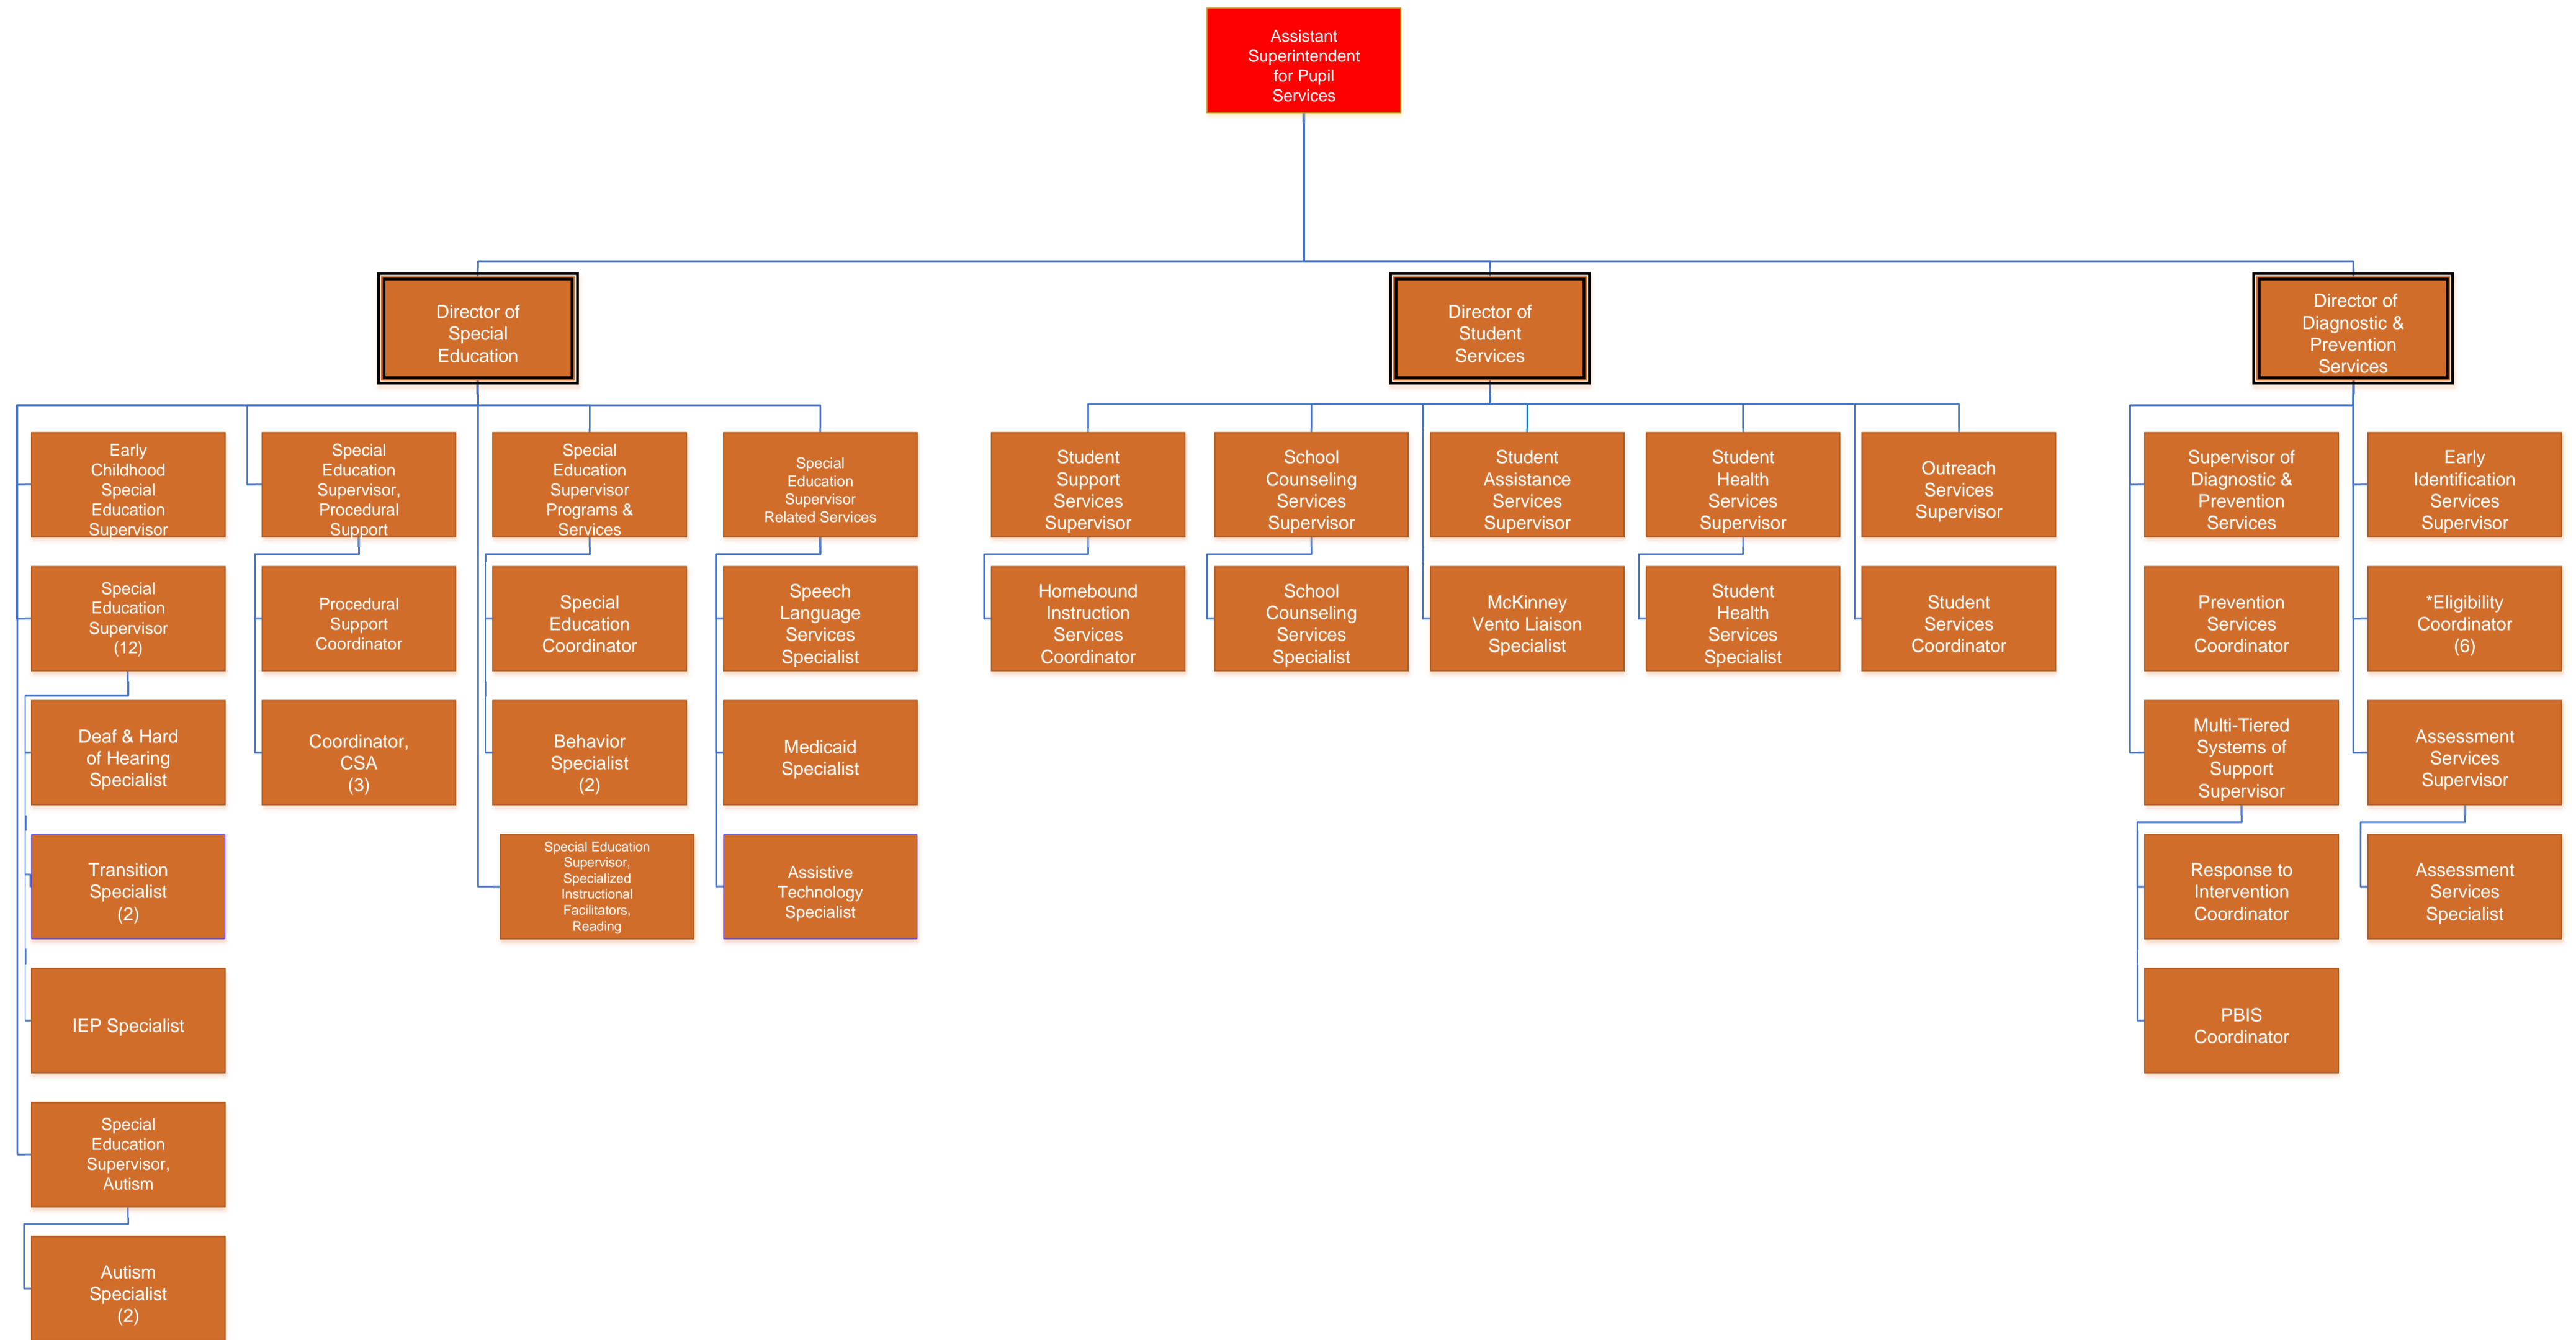 Assistant
Superintendent
for Pupil
Services
Director of
Special
Education
Director of
Student
Services
Director of
Diagnostic &
Prevention
Services
Early
Childhood
Special
Education
Supervisor
Special
Education
Supervisor,
Procedural
Support
Special
Education
Supervisor
Programs &
Services
Special
Education
Supervisor
Related Services
Student
Support
Services
Supervisor
School
Counseling
Services
Supervisor
Student
Assistance
Services
Supervisor
Student
Health
Services
Supervisor
Outreach
Services
Supervisor
Supervisor of
Diagnostic &
Prevention
Services
Early
Identification
Services
Supervisor
Special
Education
Supervisor
(12)
Procedural
Support
Coordinator
Special
Education
Coordinator
Speech
Language
Services
Specialist
Homebound
Instruction
Services
Coordinator
School
Counseling
Services
Specialist
McKinney
Vento Liaison
Specialist
Student
Health
Services
Specialist
Student
Services
Coordinator
Prevention
Services
Coordinator
*Eligibility
Coordinator
(6)
Deaf & Hard
of Hearing
Specialist
Coordinator,
CSA
(3)
Behavior
Specialist
(2)
Medicaid
Specialist
Multi-Tiered
Systems of
Support
Supervisor
Assessment
Services
Supervisor
Transition
Specialist
(2)
Special Education
Supervisor,
Specialized
Instructional
Facilitators,
Reading
Assistive
Technology
Specialist
Response to
Intervention
Coordinator
Assessment
Services
Specialist
IEP Specialist
PBIS
Coordinator
Special
Education
Supervisor,
Autism
Autism
Specialist
(2)